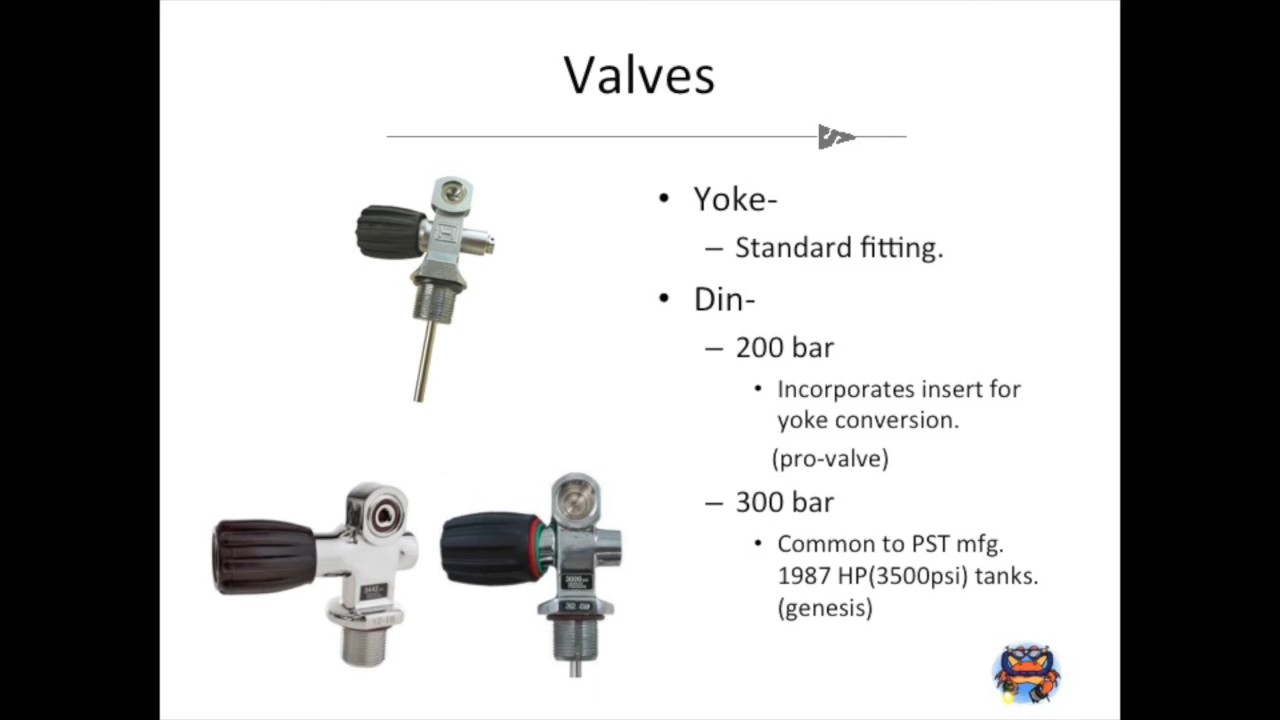 Valves
• Yoke-
– Standard fitting.
• Din-
– 200 bar
• Incorporates insert for
yoke conversion.
(pro-valve)
– 300 bar
• Common to PST mfg.
1987 HP(3500psi) tanks.
(genesis)